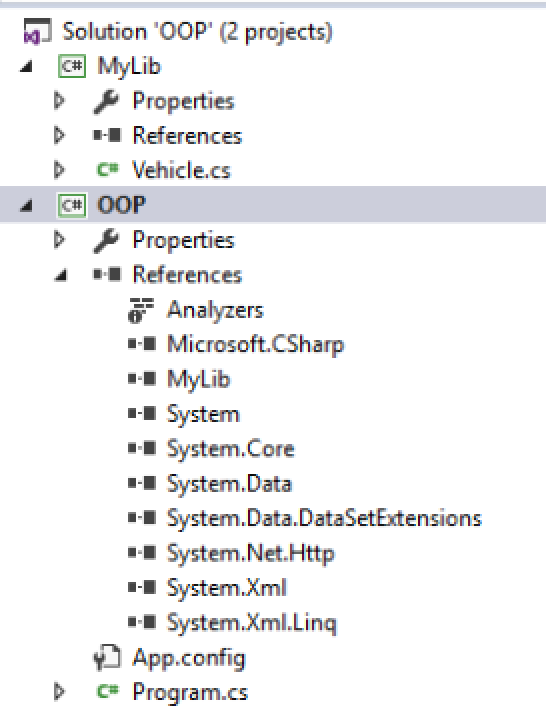 Solution 'OOP' (2 projects)
C# MyLib
Properties
References
C# Vehicle.cs
C# OOP
Properties
References
Analyzers
Microsoft.CSharp
MyLib
System
System.Core
System.Data
System.Data.DataSetExtensions
System.Net.Http
System.Xml
System.Xml.Linq
App.config
C# Program.cs